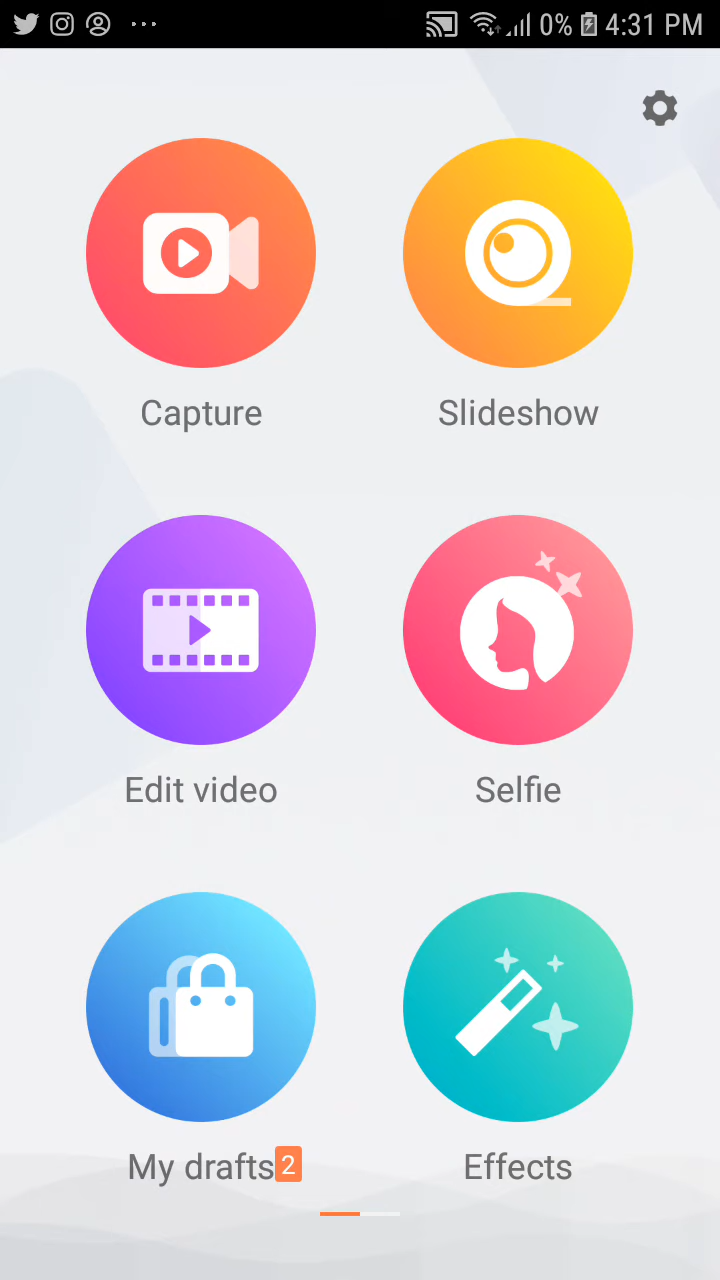 0% 4:31 PM
Capture
Slideshow
Edit video
Selfie
My drafts 2
Effects